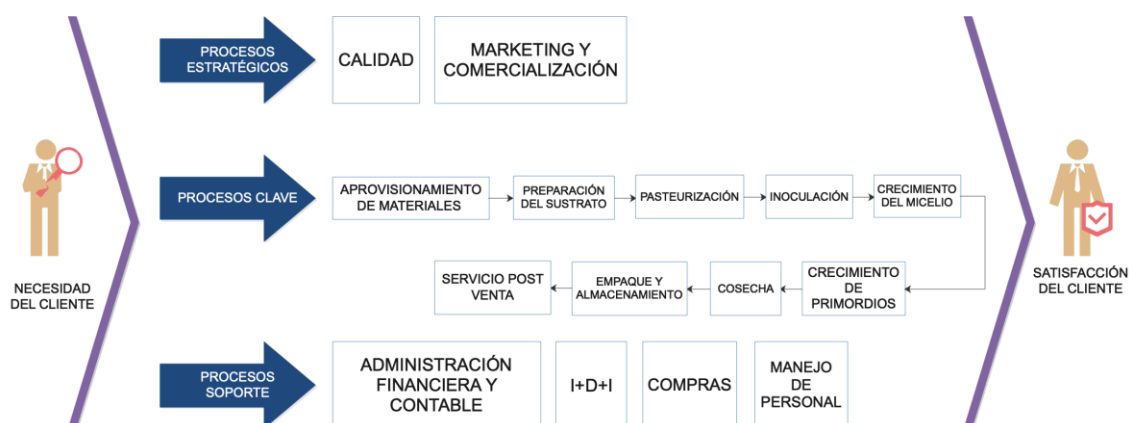 PROCESOS
ESTRATÉGICOS
CALIDAD
MARKETING Y
COMERCIALIZACIÓN
NECESIDAD
DEL CLIENTE
PROCESOS CLAVE
APROVISIONAMIENTO
DE MATERIALES
PREPARACIÓN
DEL SUSTRATO
PASTEURIZACIÓN
INOCULACIÓN
CRECIMIENTO
DEL MICELIO
CRECIMIENTO
DE
PRIMORDIOS
COSECHA
EMPAQUE Y
ALMACENAMIENTO
SERVICIO POST
VENTA
SATISFACCIÓN
DEL CLIENTE
PROCESOS
SOPORTE
ADMINISTRACIÓN
FINANCIERA Y
CONTABLE
I+D+I
COMPRAS
MANEJO
DE
PERSONAL